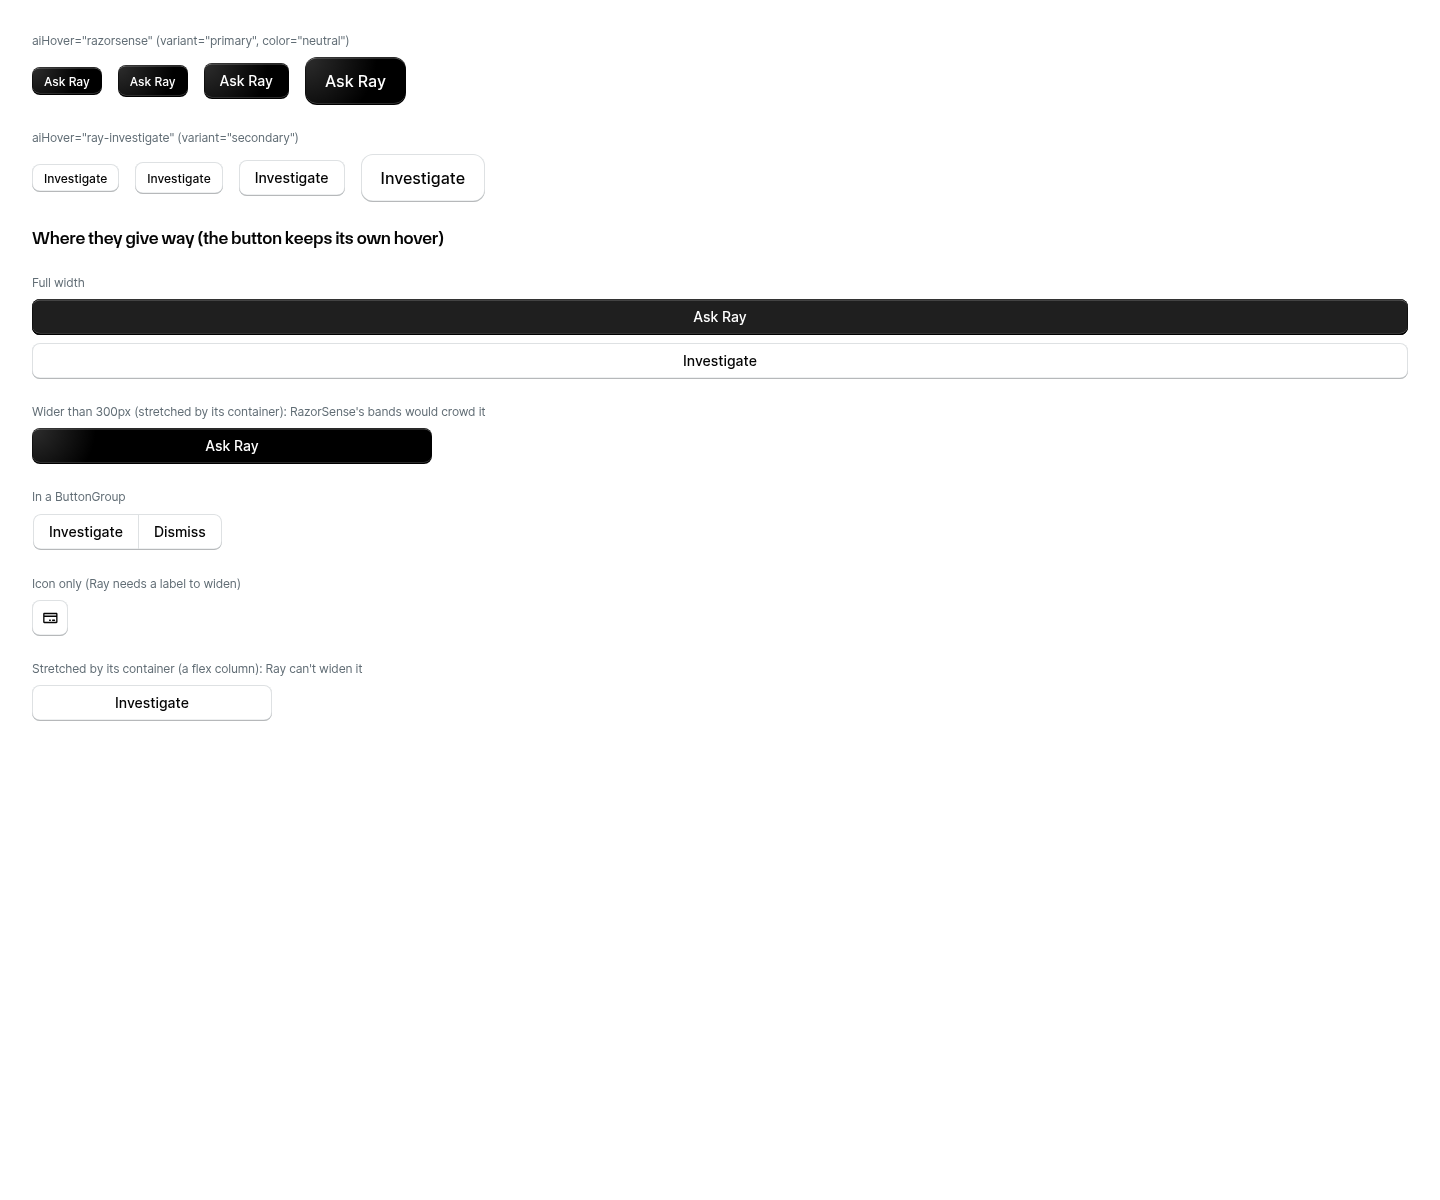 aiHover="razorsense" (variant="primary", color="neutral")
Ask Ray Ask Ray Ask Ray Ask Ray
aiHover="ray-investigate" (variant="secondary")
Investigate Investigate Investigate Investigate
Where they give way (the button keeps its own hover)
Full width
Ask Ray
Investigate
Wider than 300px (stretched by its container): RazorSense's bands would crowd it
Ask Ray
In a ButtonGroup
Investigate Dismiss
Icon only (Ray needs a label to widen)
Stretched by its container (a flex column): Ray can't widen it
Investigate